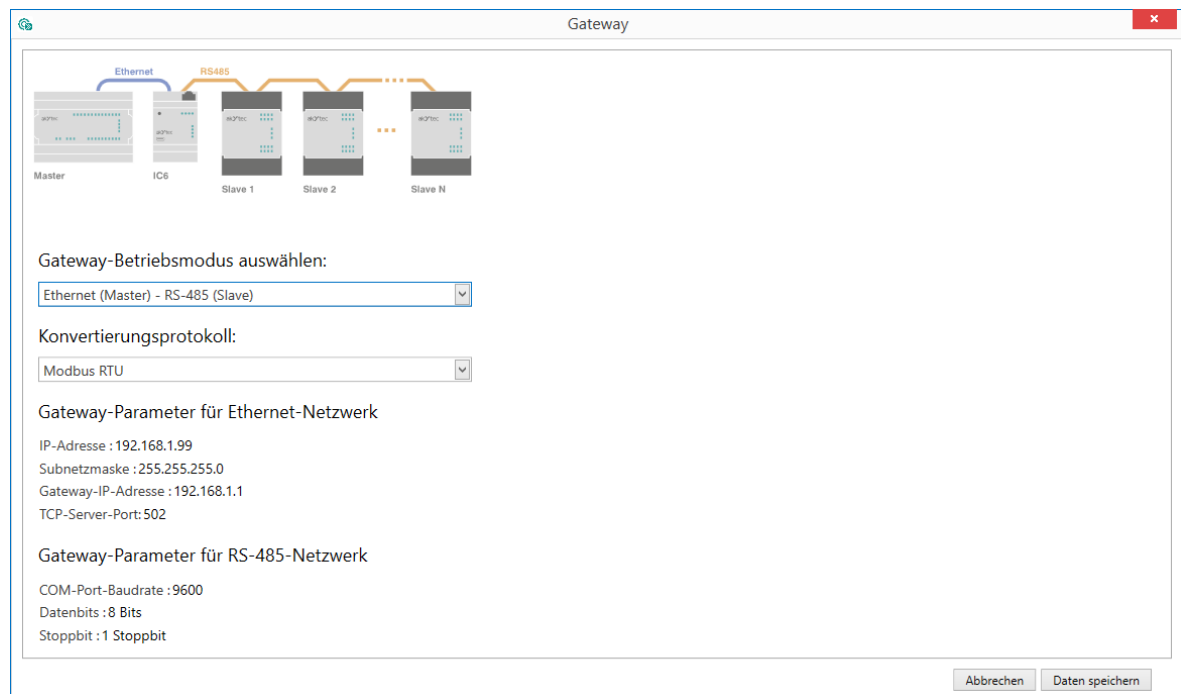 Gateway
Ethernet
RS485
Master
IC6
Slave 1
Slave 2
Slave N
Gateway-Betriebsmodus auswählen:
Ethernet (Master) - RS-485 (Slave)
Konvertierungsprotokoll:
Modbus RTU
Gateway-Parameter für Ethernet-Netzwerk
IP-Adresse : 192.168.1.99
Subnetzmaske : 255.255.255.0
Gateway-IP-Adresse : 192.168.1.1
TCP-Server-Port: 502
Gateway-Parameter für RS-485-Netzwerk
COM-Port-Baudrate : 9600
Datenbits : 8 Bits
Stoppbit : 1 Stoppbit
Abbrechen
Daten speichern